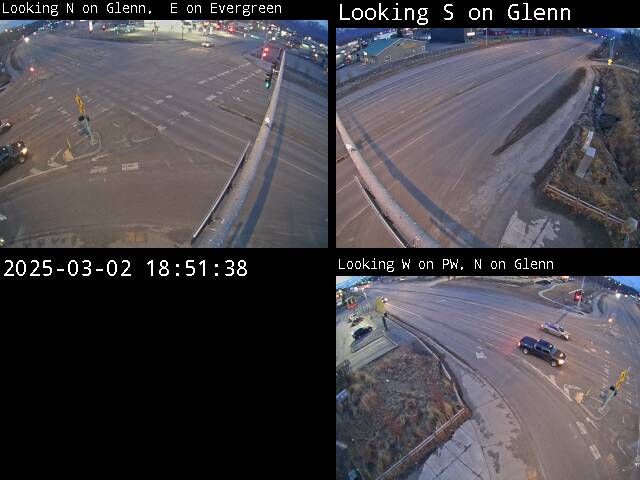 Looking N on Glenn,  E on Evergreen
Looking S on Glenn
2025-03-02 18:51:38
Looking W on PW, N on Glenn